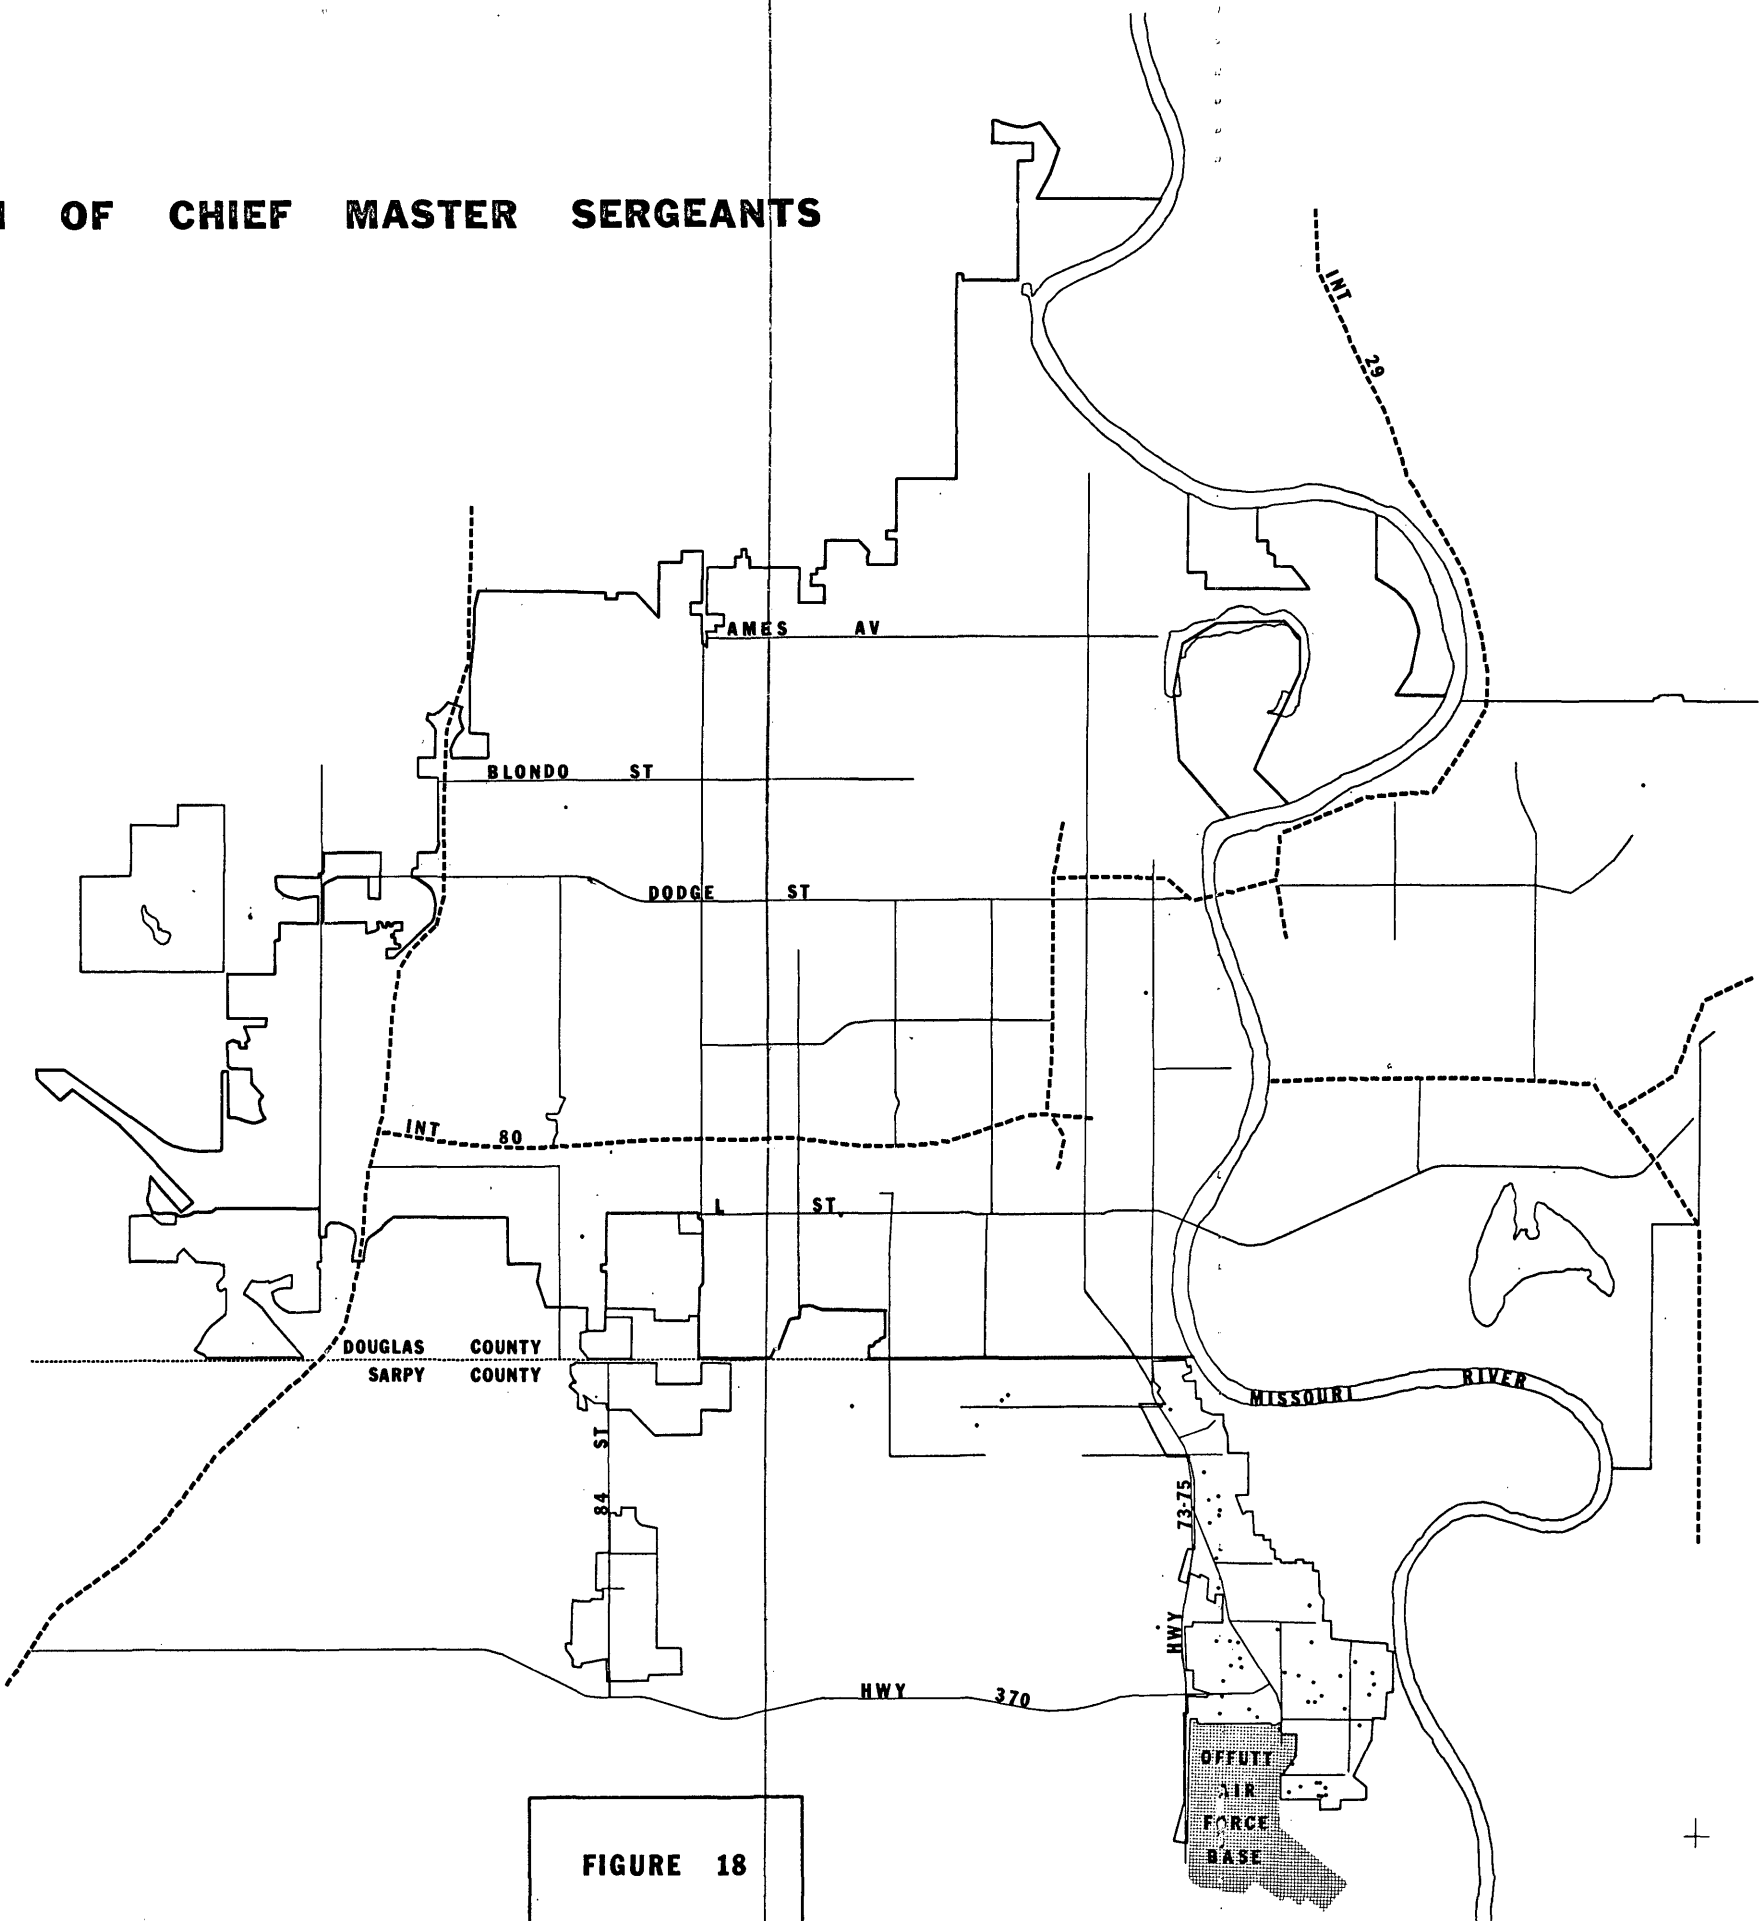 OF CHIEF MASTER SERGEANTS
INT 29
AMES AV
BLONDO ST
DODGE ST
INT 80
L ST.
DOUGLAS COUNTY
SARPY COUNTY
MISSOURI RIVER
84 ST
HWY 73-75
HWY 370
OFFUTT
AIR
FORCE
BASE
FIGURE 18